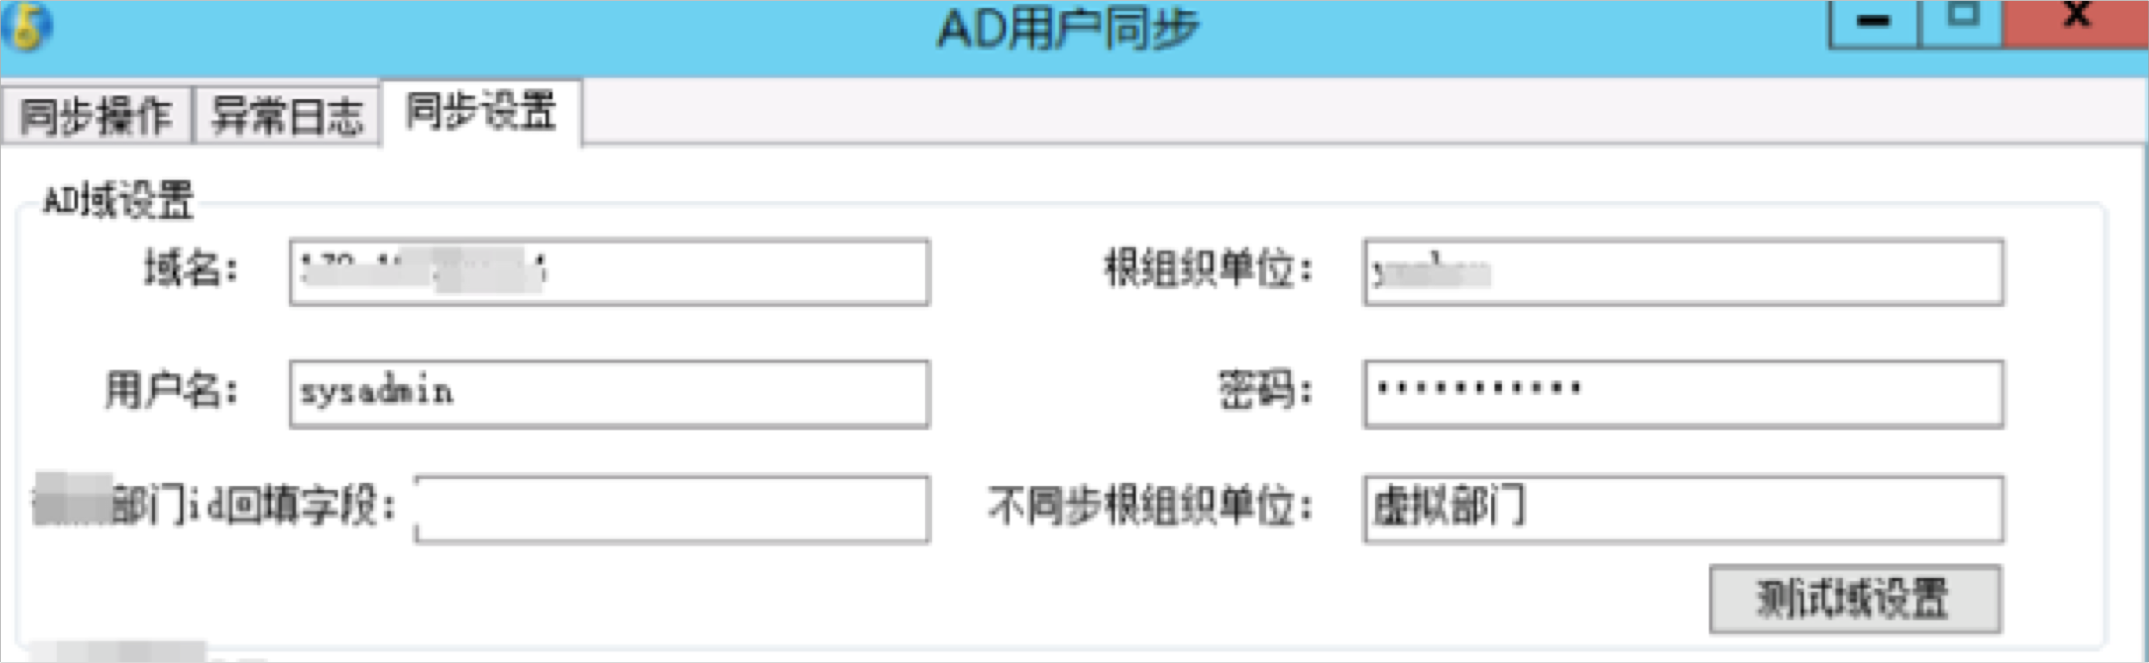 AD用户同步
同步操作 异常日志 同步设置
AD域设置
域名： 根组织单位：
用户名： sysadmin 密码： ···········
部门id回填字段： 不同步根组织单位： 虚拟部门
测试域设置